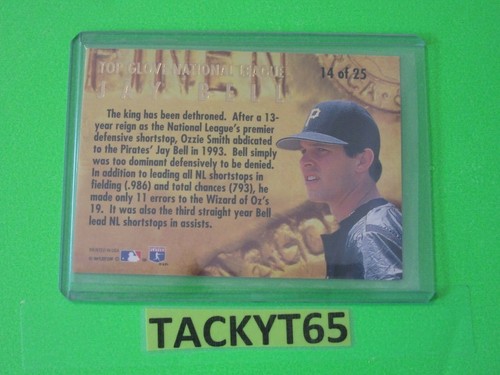 TOP GLOVE/NATIONAL LEAGUE
14 of 25
The king has been dethroned. After a 13-
year reign as the National League's premier
defensive shortstop, Ozzie Smith abdicated
to the Pirates' Jay Bell in 1993. Bell simply
was too dominant defensively to be denied.
In addition to leading all NL shortstops in
fielding (.986) and total chances (793), he
made only 11 errors to the Wizard of Oz's
19. It was also the third straight year Bell
lead NL shortstops in assists.
P
TACKYT65